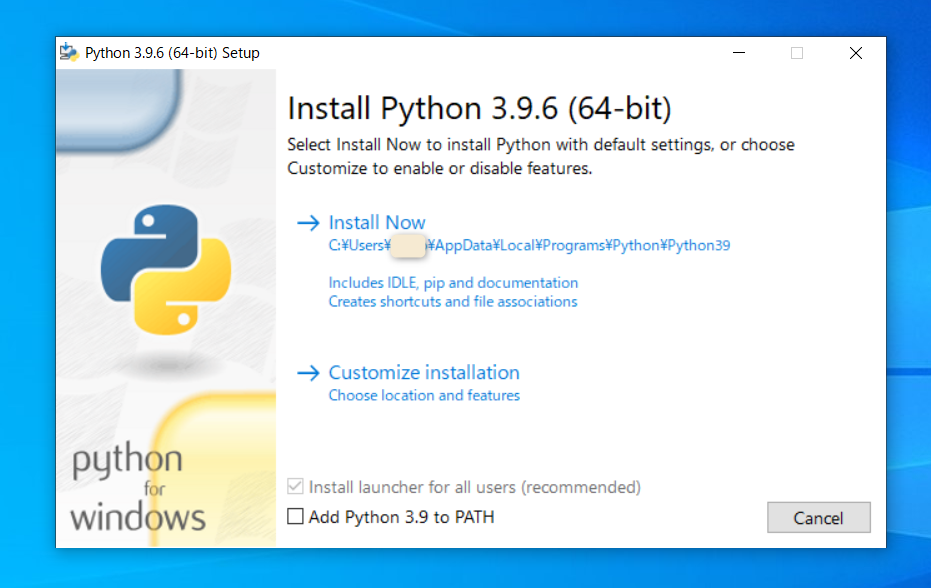 Python 3.9.6 (64-bit) Setup
Install Python 3.9.6 (64-bit)
Select Install Now to install Python with default settings, or choose
Customize to enable or disable features.
→ Install Now
C:¥Users¥ ¥AppData¥Local¥Programs¥Python¥Python39
Includes IDLE, pip and documentation
Creates shortcuts and file associations
→ Customize installation
Choose location and features
python
for
windows
Install launcher for all users (recommended)
Add Python 3.9 to PATH
Cancel